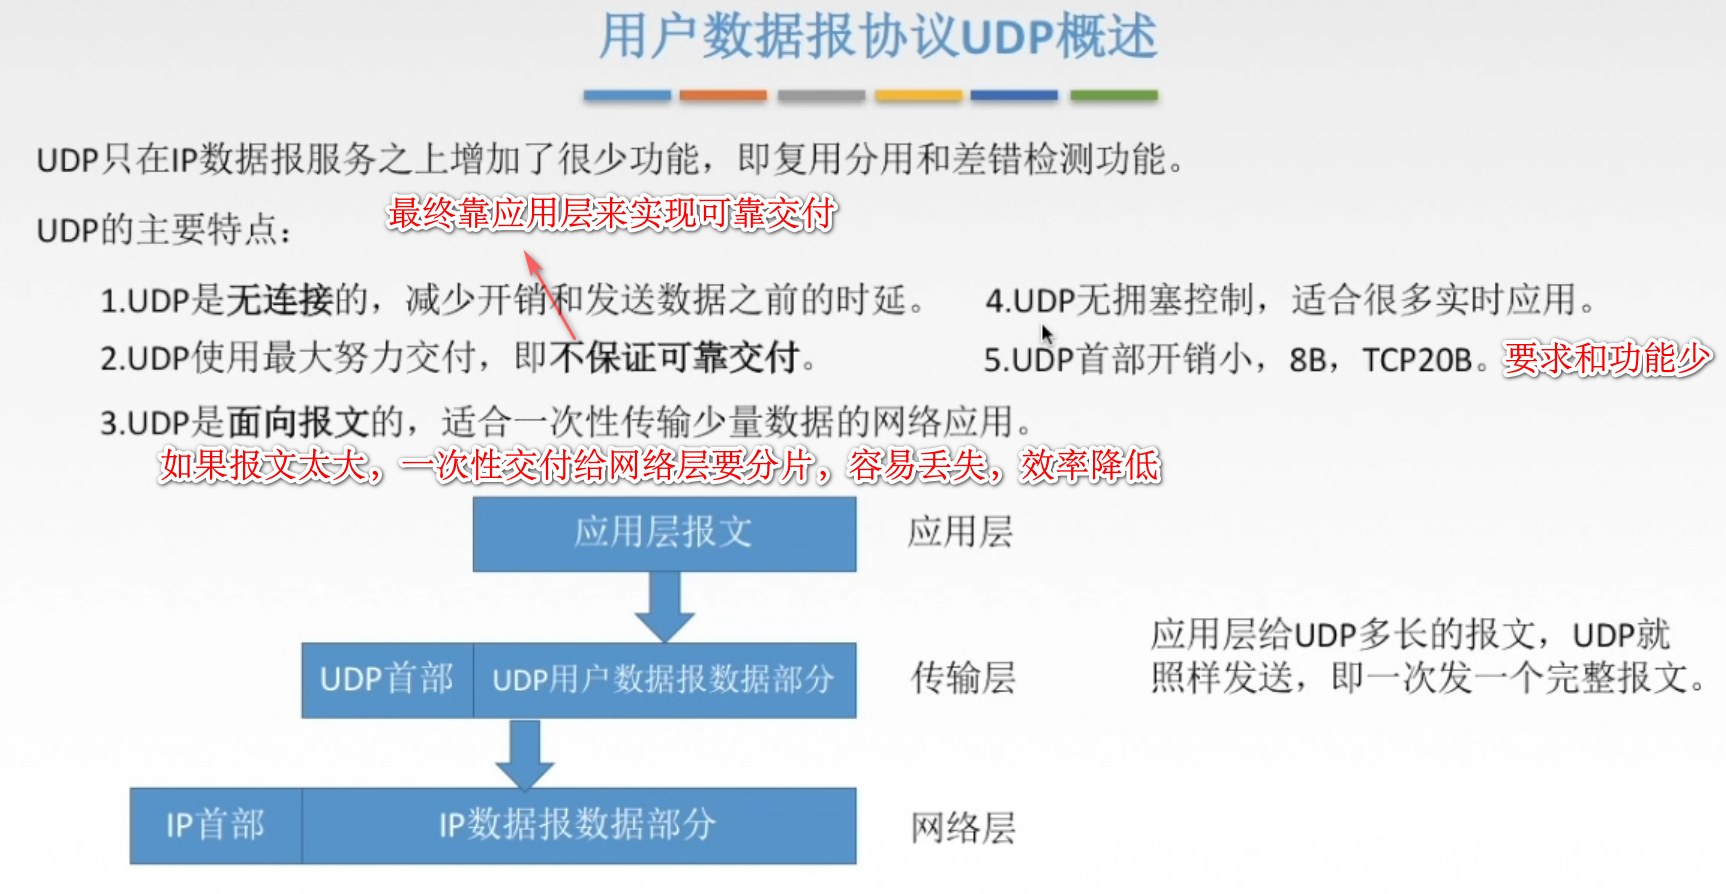 用户数据报协议UDP概述
UDP只在IP数据报服务之上增加了很少功能，即复用分用和差错检测功能。
最终靠应用层来实现可靠交付
UDP的主要特点：
1.UDP是无连接的，减少开销和发送数据之前的时延。
2.UDP使用最大努力交付，即不保证可靠交付。
3.UDP是面向报文的，适合一次性传输少量数据的网络应用。
如果报文太大，一次性交付给网络层要分片，容易丢失，效率降低
4.UDP无拥塞控制，适合很多实时应用。
5.UDP首部开销小，8B，TCP20B。要求和功能少
应用层报文
应用层
UDP首部
UDP用户数据报数据部分
传输层
应用层给UDP多长的报文，UDP就
照样发送，即一次发一个完整报文。
IP首部
IP数据报数据部分
网络层